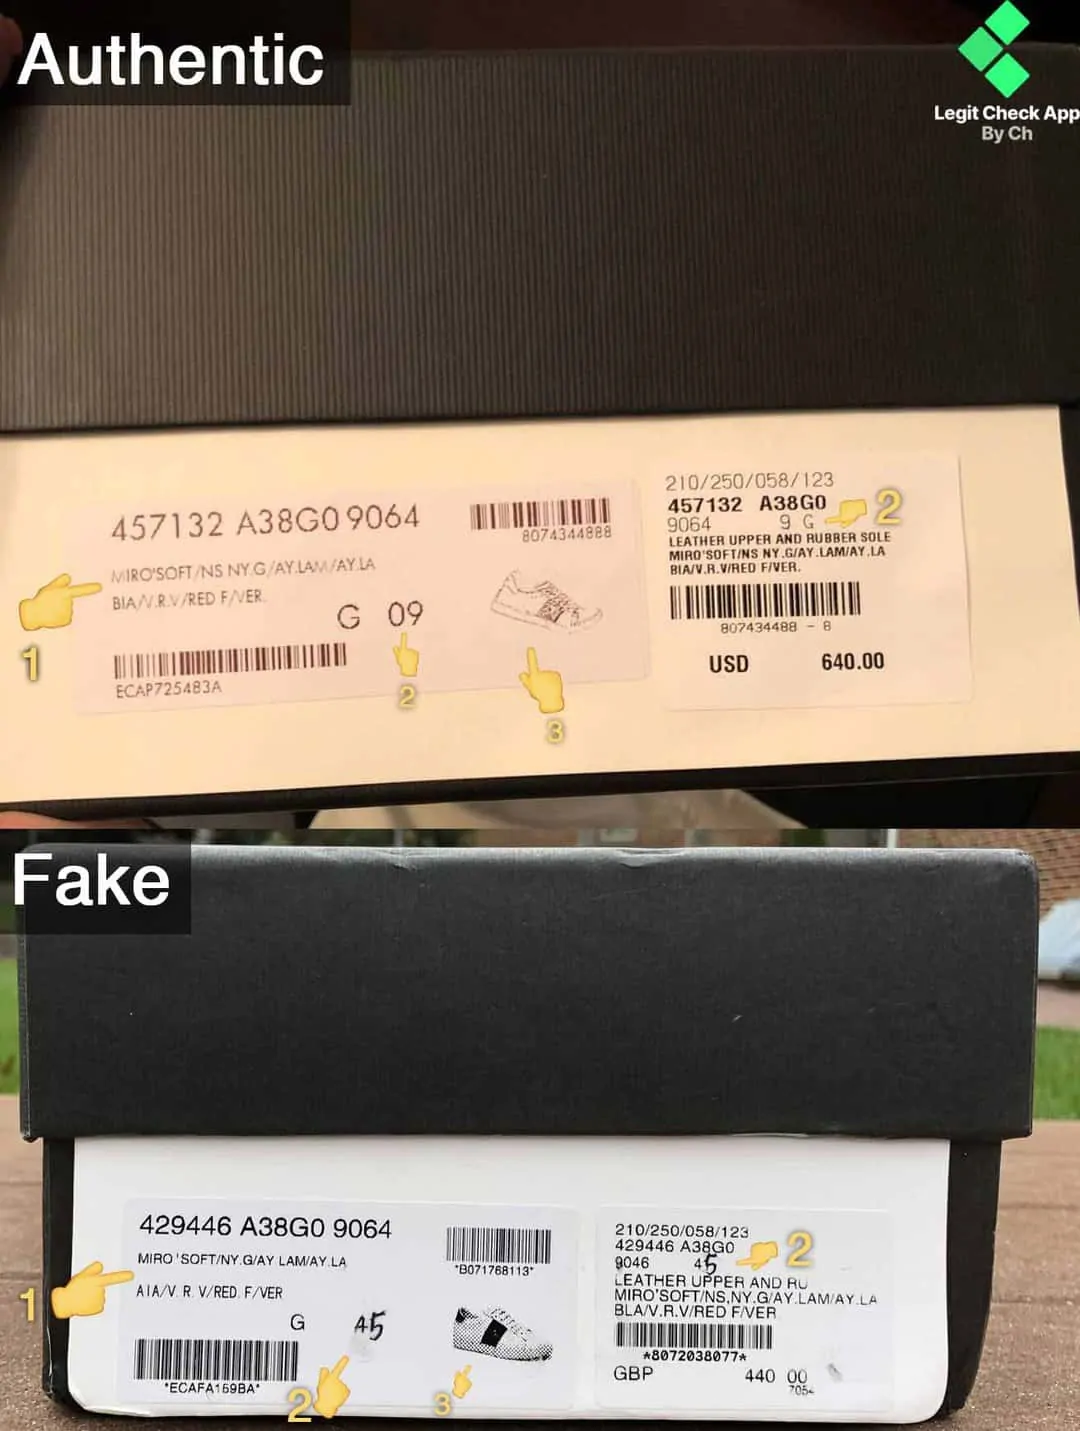 Authentic
Legit Check App
By Ch
457132 A38G0 9064
8074344888
MIRO'SOFT/NS NY.G/AY.LAM/AY.LA
BIA/V.R.V/RED F/VER.
G 09
ECAP725483A
1
2
3
210/250/058/123
457132 A38G0
9064 9 G
2
LEATHER UPPER AND RUBBER SOLE
MIRO'SOFT/NS NY.G/AY.LAM/AY.LA
BIA/V.R.V/RED F/VER.
807434488 - 8
USD 640.00
Fake
429446 A38G0 9064
*B071768113*
MIRO 'SOFT/NY.G/AY LAM/AY.LA
AIA/V. R. V/RED. F/VER
G 45
*ECAFA169BA*
1
2
3
210/250/058/123
429446 A38G0
9046 45
2
LEATHER UPPER AND RU
MIRO'SOFT/NS,NY.G/AY.LAM/AY.LA
BLA/V.R.V/RED F/VER
*8072038077*
GBP 440 00
7054